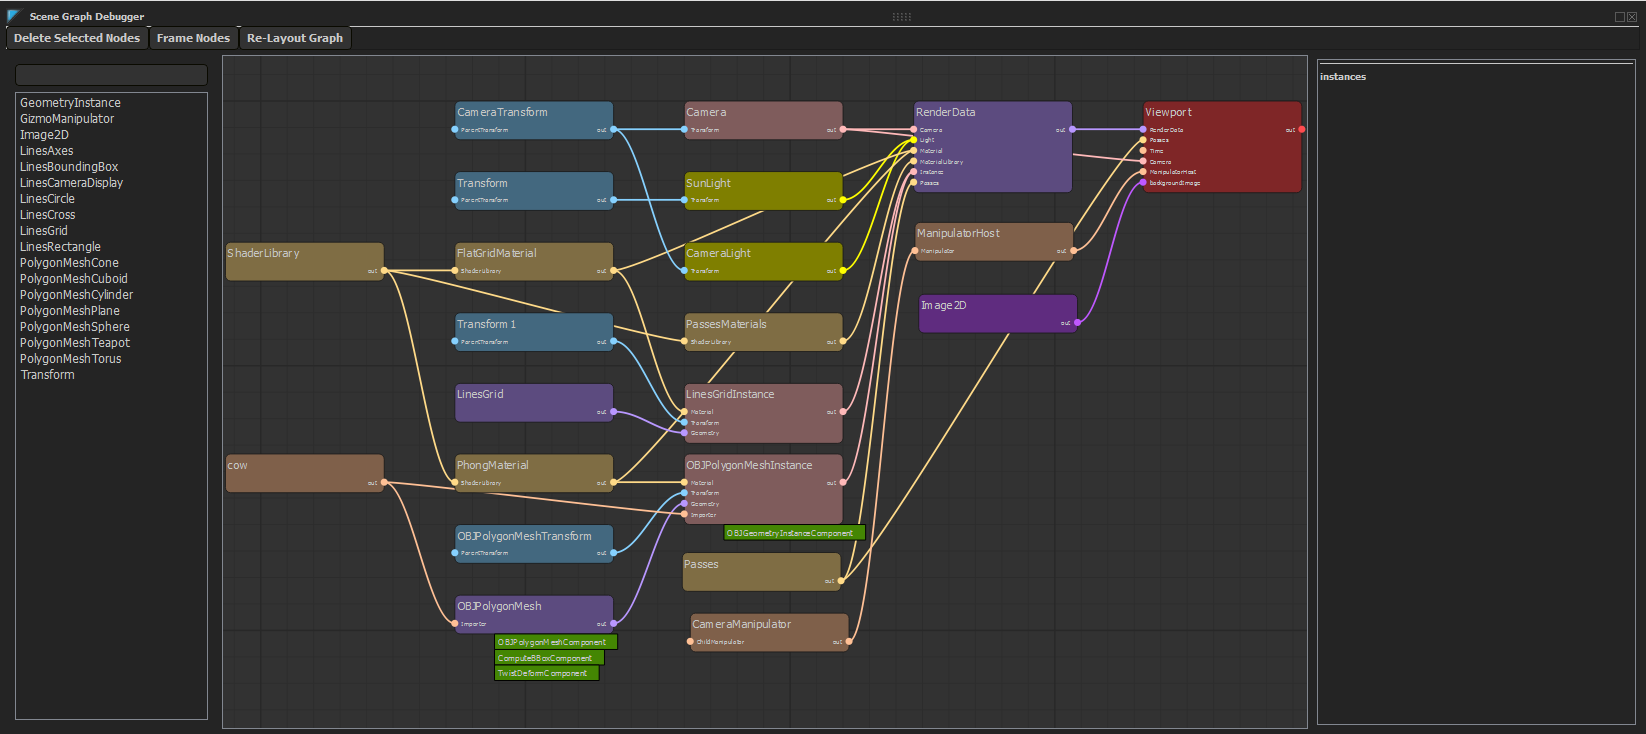 Scene Graph Debugger
Delete Selected Nodes
Frame Nodes
Re-Layout Graph
GeometryInstance
GizmoManipulator
Image2D
LinesAxes
LinesBoundingBox
LinesCameraDisplay
LinesCircle
LinesCross
LinesGrid
LinesRectangle
PolygonMeshCone
PolygonMeshCuboid
PolygonMeshCylinder
PolygonMeshPlane
PolygonMeshSphere
PolygonMeshTeapot
PolygonMeshTorus
Transform
ShaderLibrary
out
cow
out
CameraTransform
ParentTransform
out
Transform
ParentTransform
out
FlatGridMaterial
ShaderLibrary
out
Transform 1
ParentTransform
out
LinesGrid
out
PhongMaterial
ShaderLibrary
out
OBJPolygonMeshTransform
ParentTransform
out
OBJPolygonMesh
Importer
out
OBJPolygonMeshComponent
ComputeBBoxComponent
TwistDeformComponent
Camera
Transform
out
SunLight
Transform
out
CameraLight
Transform
out
PassesMaterials
ShaderLibrary
out
LinesGridInstance
Material
out
Transform
Geometry
OBJPolygonMeshInstance
Material
out
Transform
Geometry
Importer
OBJGeometryInstanceComponent
Passes
out
CameraManipulator
ChildManipulator
out
RenderData
Camera
out
Light
Material
MaterialLibrary
Instance
Passes
ManipulatorHost
Manipulator
out
Image2D
out
Viewport
RenderData
out
Passes
Time
Camera
ManipulatorHost
backgroundImage
instances